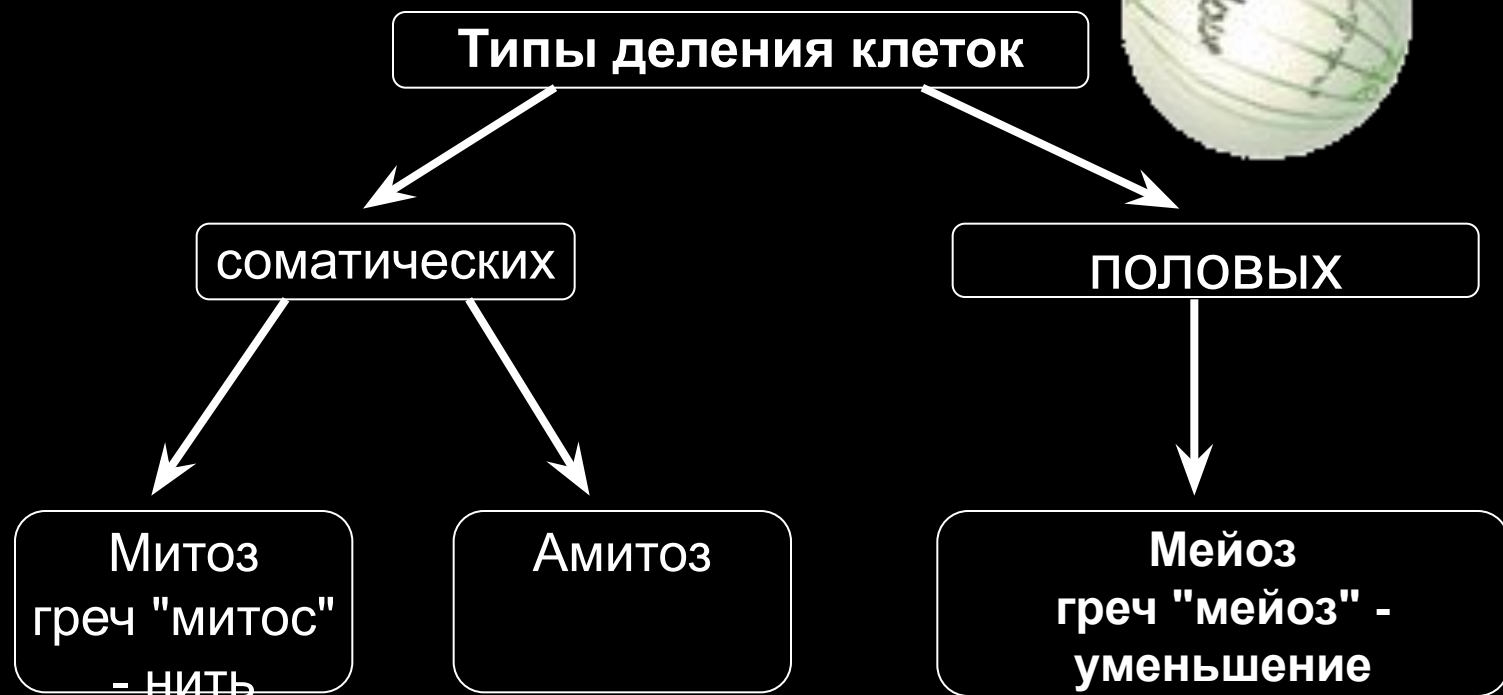 Типы деления клеток
соматических
половых
Митоз
греч "митос"
- нить
Амитоз
Мейоз
греч "мейоз" -
уменьшение